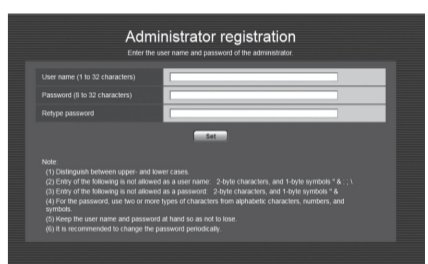 Administrator registration
Enter the user name and password of the administrator.
User name (1 to 32 characters)
Password (8 to 32 characters)
Retype password
Set
Note:
(1) Distinguish between upper- and lower cases.
(2) Entry of the following is not allowed as a user name: 2-byte characters, and 1-byte symbols " & : ; \
(3) Entry of the following is not allowed as a password: 2-byte characters, and 1-byte symbols " &
(4) For the password, use two or more types of characters from alphabetic characters, numbers, and
symbols.
(5) Keep the user name and password at hand so as not to lose.
(6) It is recommended to change the password periodically.